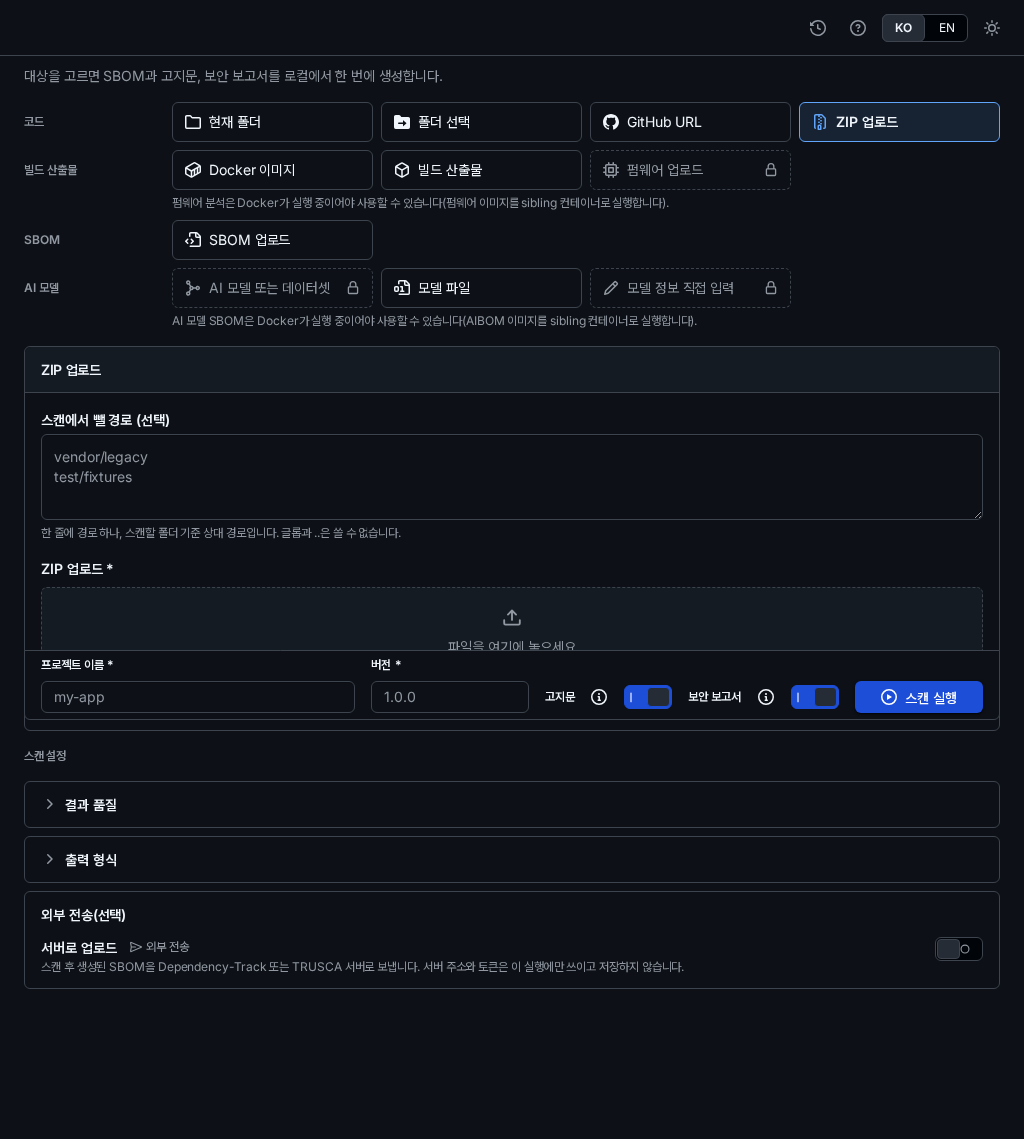 KO
EN
대상을 고르면 SBOM과 고지문, 보안 보고서를 로컬에서 한 번에 생성합니다.
코드
현재 폴더
폴더 선택
GitHub URL
ZIP 업로드
빌드 산출물
Docker 이미지
빌드 산출물
펌웨어 업로드
펌웨어 분석은 Docker가 실행 중이어야 사용할 수 있습니다(펌웨어 이미지를 sibling 컨테이너로 실행합니다).
SBOM
SBOM 업로드
AI 모델
AI 모델 또는 데이터셋
모델 파일
모델 정보 직접 입력
AI 모델 SBOM은 Docker가 실행 중이어야 사용할 수 있습니다(AIBOM 이미지를 sibling 컨테이너로 실행합니다).
ZIP 업로드
스캔에서 뺄 경로 (선택)
vendor/legacy
test/fixtures
한 줄에 경로 하나, 스캔할 폴더 기준 상대 경로입니다. 글롭과 ..은 쓸 수 없습니다.
ZIP 업로드 *
파일을 여기에 놓으세요
프로젝트 이름 *
버전 *
my-app
1.0.0
고지문
보안 보고서
스캔 실행
스캔 설정
결과 품질
출력 형식
외부 전송(선택)
서버로 업로드
외부 전송
스캔 후 생성된 SBOM을 Dependency-Track 또는 TRUSCA 서버로 보냅니다. 서버 주소와 토큰은 이 실행에만 쓰이고 저장하지 않습니다.